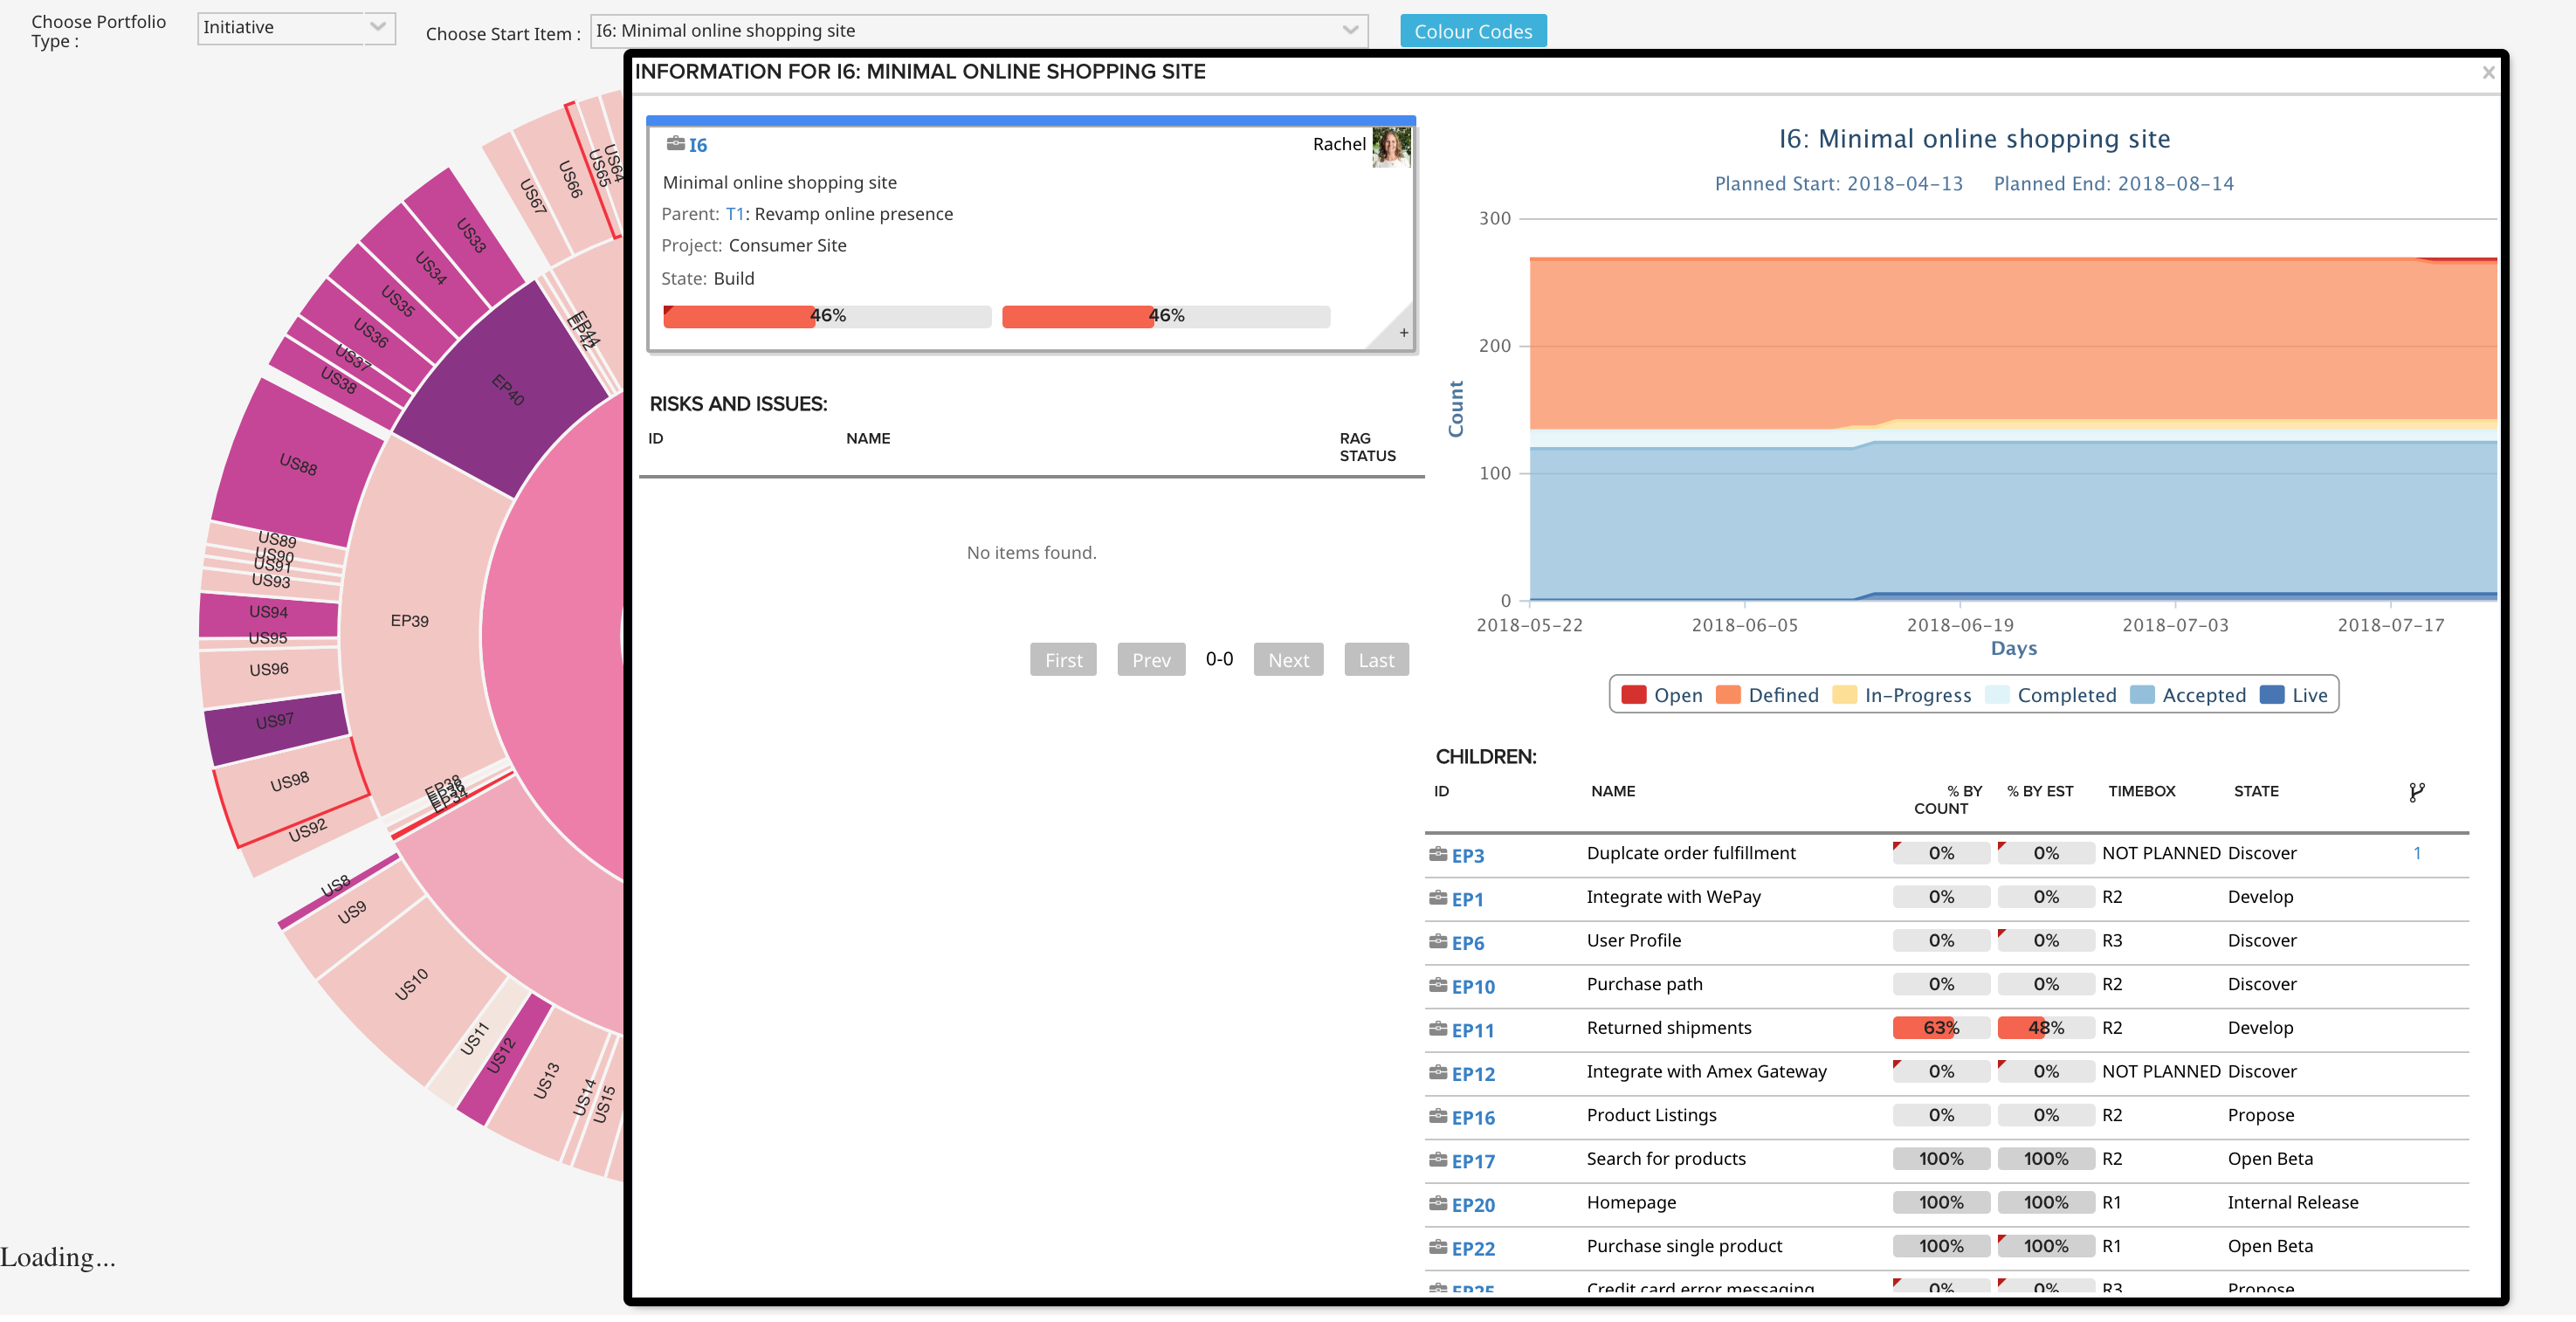 Choose Portfolio
Type :
Initiative
Choose Start Item :
I6: Minimal online shopping site
Colour Codes
INFORMATION FOR I6: MINIMAL ONLINE SHOPPING SITE
I6
Rachel
Minimal online shopping site
Parent: T1: Revamp online presence
Project: Consumer Site
State: Build
46% 46%
+
RISKS AND ISSUES:
ID NAME RAG
STATUS
No items found.
First Prev 0-0 Next Last
I6: Minimal online shopping site
Planned Start: 2018-04-13 Planned End: 2018-08-14
300
200
100
0
Count
2018-05-22 2018-06-05 2018-06-19 2018-07-03 2018-07-17
Days
Open Defined In-Progress Completed Accepted Live
CHILDREN:
ID NAME % BY
COUNT % BY EST TIMEBOX STATE
EP3 Duplcate order fulfillment 0% 0% NOT PLANNED Discover 1
EP1 Integrate with WePay 0% 0% R2 Develop
EP6 User Profile 0% 0% R3 Discover
EP10 Purchase path 0% 0% R2 Discover
EP11 Returned shipments 63% 48% R2 Develop
EP12 Integrate with Amex Gateway 0% 0% NOT PLANNED Discover
EP16 Product Listings 0% 0% R2 Propose
EP17 Search for products 100% 100% R2 Open Beta
EP20 Homepage 100% 100% R1 Internal Release
EP22 Purchase single product 100% 100% R1 Open Beta
EP25 Credit card error messaging 0% 0% R3 Propose
US64
US65
US66
US67
US33
US34
US35
US36
US37
US38
EP40
EP41
EP42
US88
US89
US90
US91
US93
US94
US95
US96
US97
US98
US92
EP39
EP38
US8
US9
US10
US11
US12
US13
US14
US15
Loading...